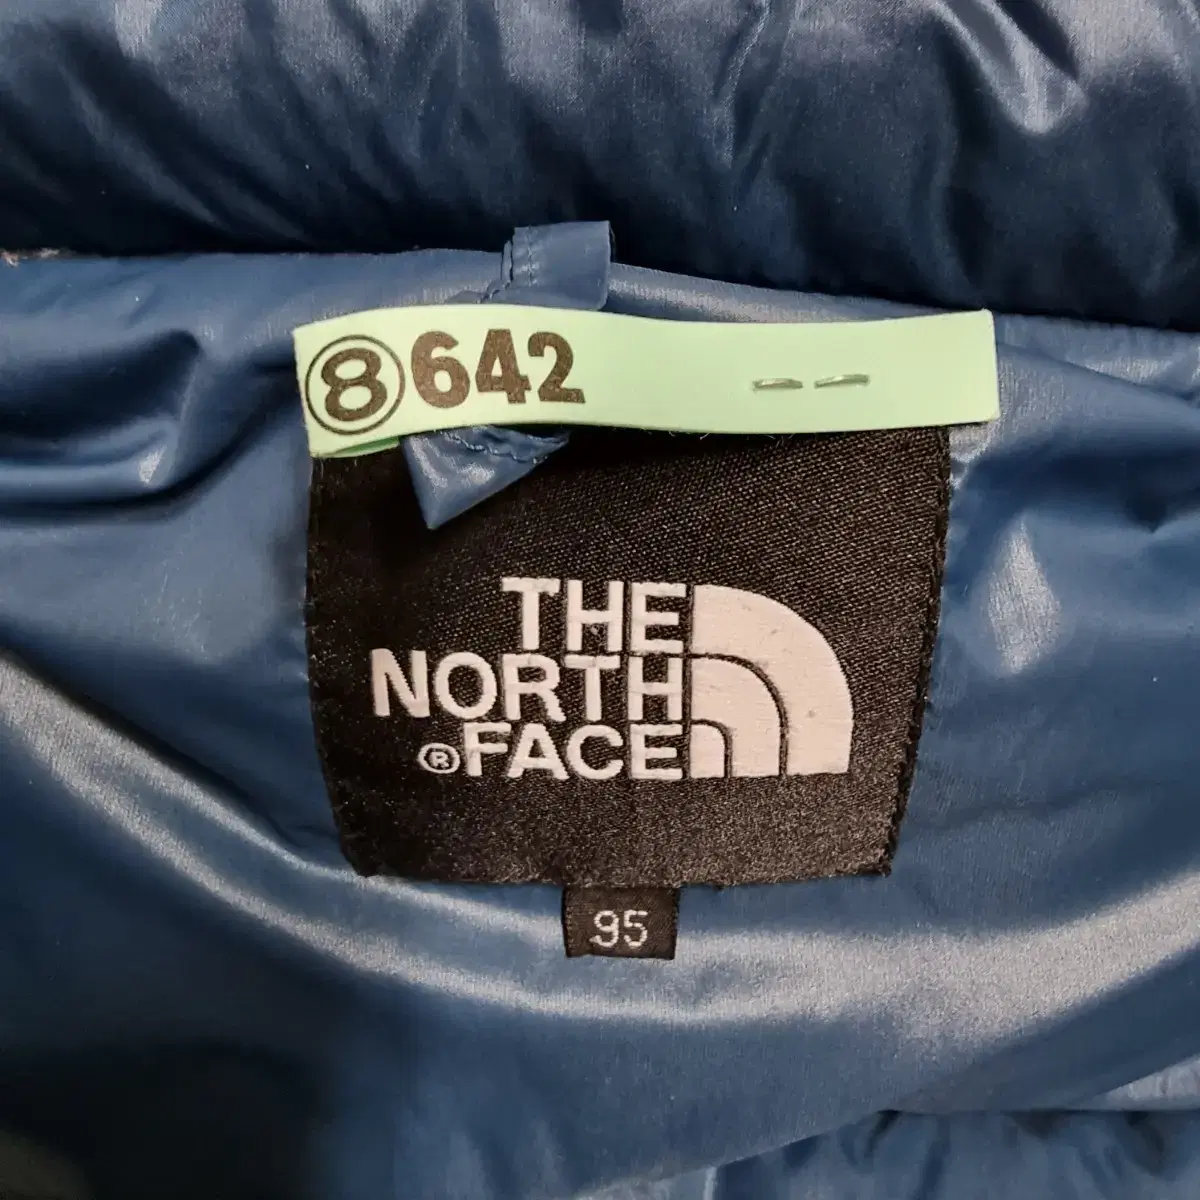 ⑧642
THE
NORTH
®FACE
95